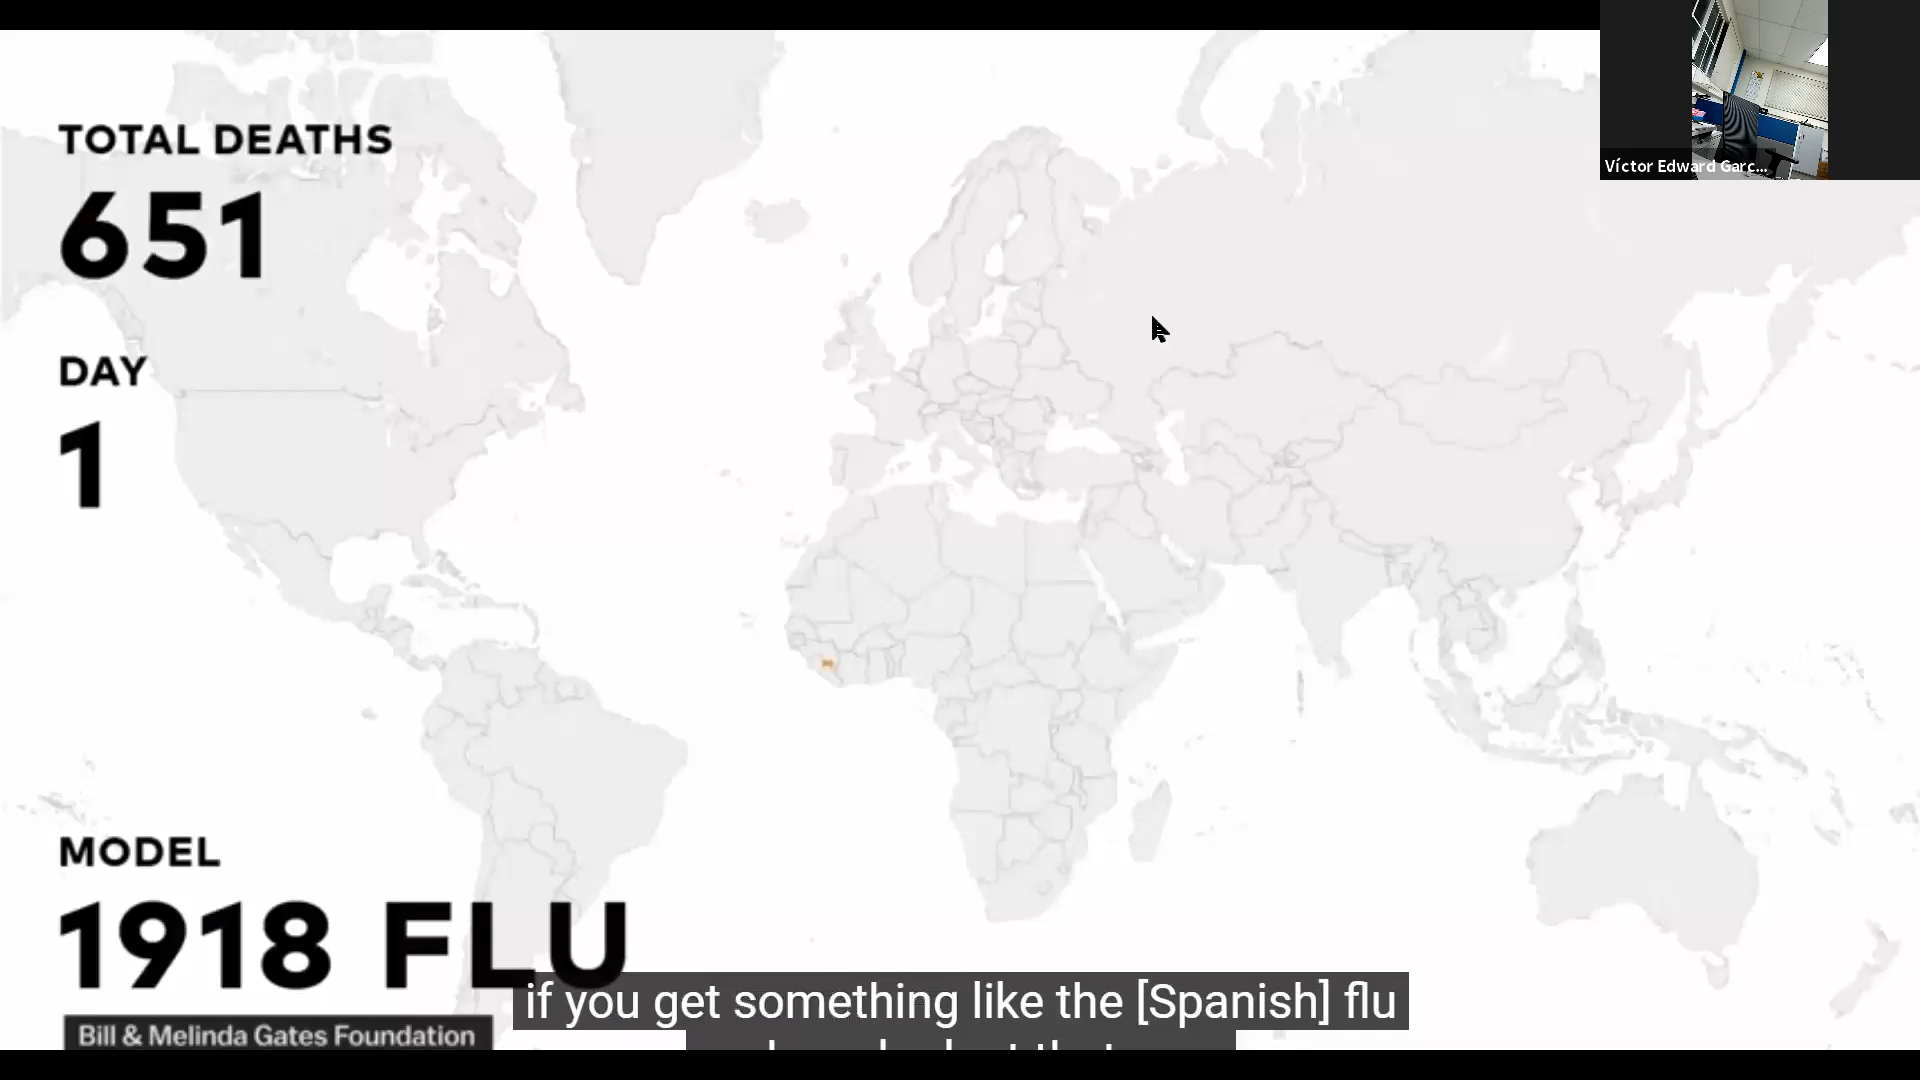 TOTAL DEATHS
651
DAY
1
MODEL
1918 FLU
Bill & Melinda Gates Foundation
if you get something like the [Spanish] flu
Víctor Edward Garc...